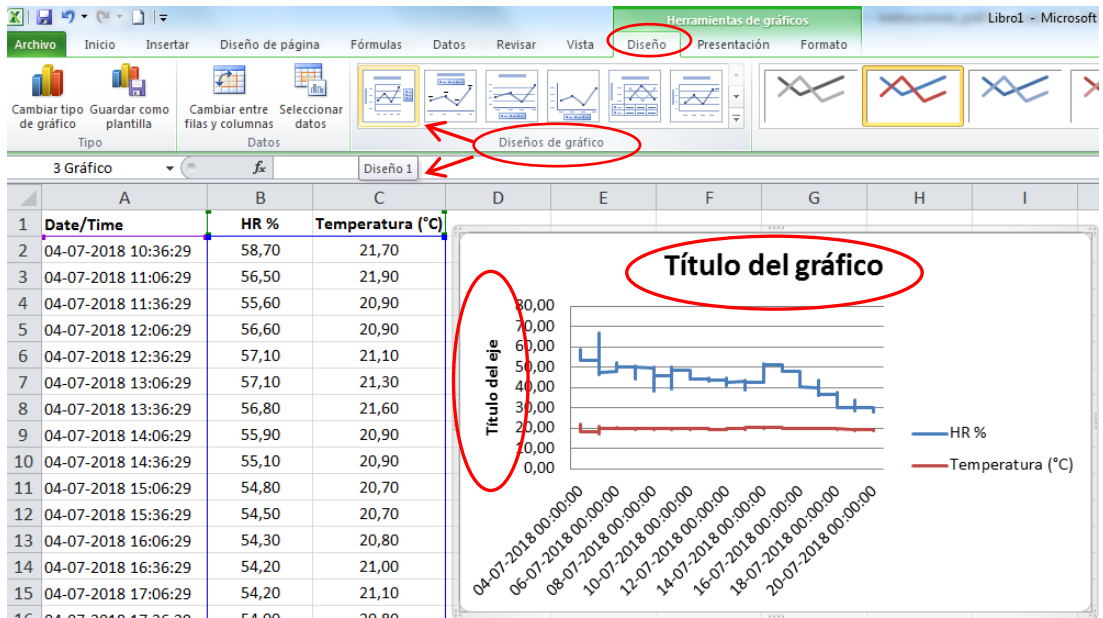 Herramientas de gráficos
Libro1 - Microsoft
Archivo Inicio Insertar Diseño de página Fórmulas Datos Revisar Vista Diseño Presentación Formato
Cambiar tipo de gráfico
Guardar como plantilla
Cambiar entre filas y columnas
Seleccionar datos
Tipo
Datos
Diseños de gráfico
3 Gráfico
fx
Diseño 1
A B C D E F G H I
1 Date/Time HR % Temperatura (°C)
2 04-07-2018 10:36:29 58,70 21,70
3 04-07-2018 11:06:29 56,50 21,90
4 04-07-2018 11:36:29 55,60 20,90
5 04-07-2018 12:06:29 56,60 20,90
6 04-07-2018 12:36:29 57,10 21,10
7 04-07-2018 13:06:29 57,10 21,30
8 04-07-2018 13:36:29 56,80 21,60
9 04-07-2018 14:06:29 55,90 20,90
10 04-07-2018 14:36:29 55,10 20,90
11 04-07-2018 15:06:29 54,80 20,70
12 04-07-2018 15:36:29 54,50 20,70
13 04-07-2018 16:06:29 54,30 20,80
14 04-07-2018 16:36:29 54,20 21,00
15 04-07-2018 17:06:29 54,20 21,10
Título del gráfico
Título del eje
80,00
70,00
60,00
50,00
40,00
30,00
20,00
10,00
0,00
04-07-2018 00:00:00
06-07-2018 00:00:00
08-07-2018 00:00:00
10-07-2018 00:00:00
12-07-2018 00:00:00
14-07-2018 00:00:00
16-07-2018 00:00:00
18-07-2018 00:00:00
20-07-2018 00:00:00
HR %
Temperatura (°C)